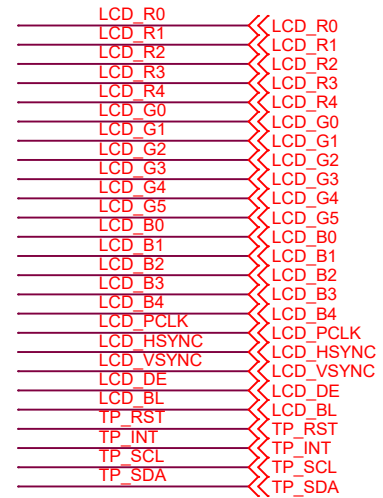 LCD_R0 LCD_R0
LCD_R1 LCD_R1
LCD_R2 LCD_R2
LCD_R3 LCD_R3
LCD_R4 LCD_R4
LCD_G0 LCD_G0
LCD_G1 LCD_G1
LCD_G2 LCD_G2
LCD_G3 LCD_G3
LCD_G4 LCD_G4
LCD_G5 LCD_G5
LCD_B0 LCD_B0
LCD_B1 LCD_B1
LCD_B2 LCD_B2
LCD_B3 LCD_B3
LCD_B4 LCD_B4
LCD_PCLK LCD_PCLK
LCD_HSYNC LCD_HSYNC
LCD_VSYNC LCD_VSYNC
LCD_DE LCD_DE
LCD_BL LCD_BL
TP_RST TP_RST
TP_INT TP_INT
TP_SCL TP_SCL
TP_SDA TP_SDA